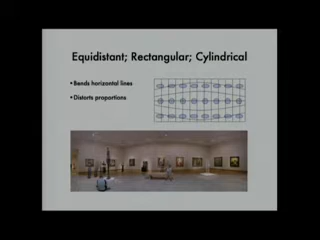 Equidistant; Rectangular; Cylindrical
•Bends horizontal lines
•Distorts proportions